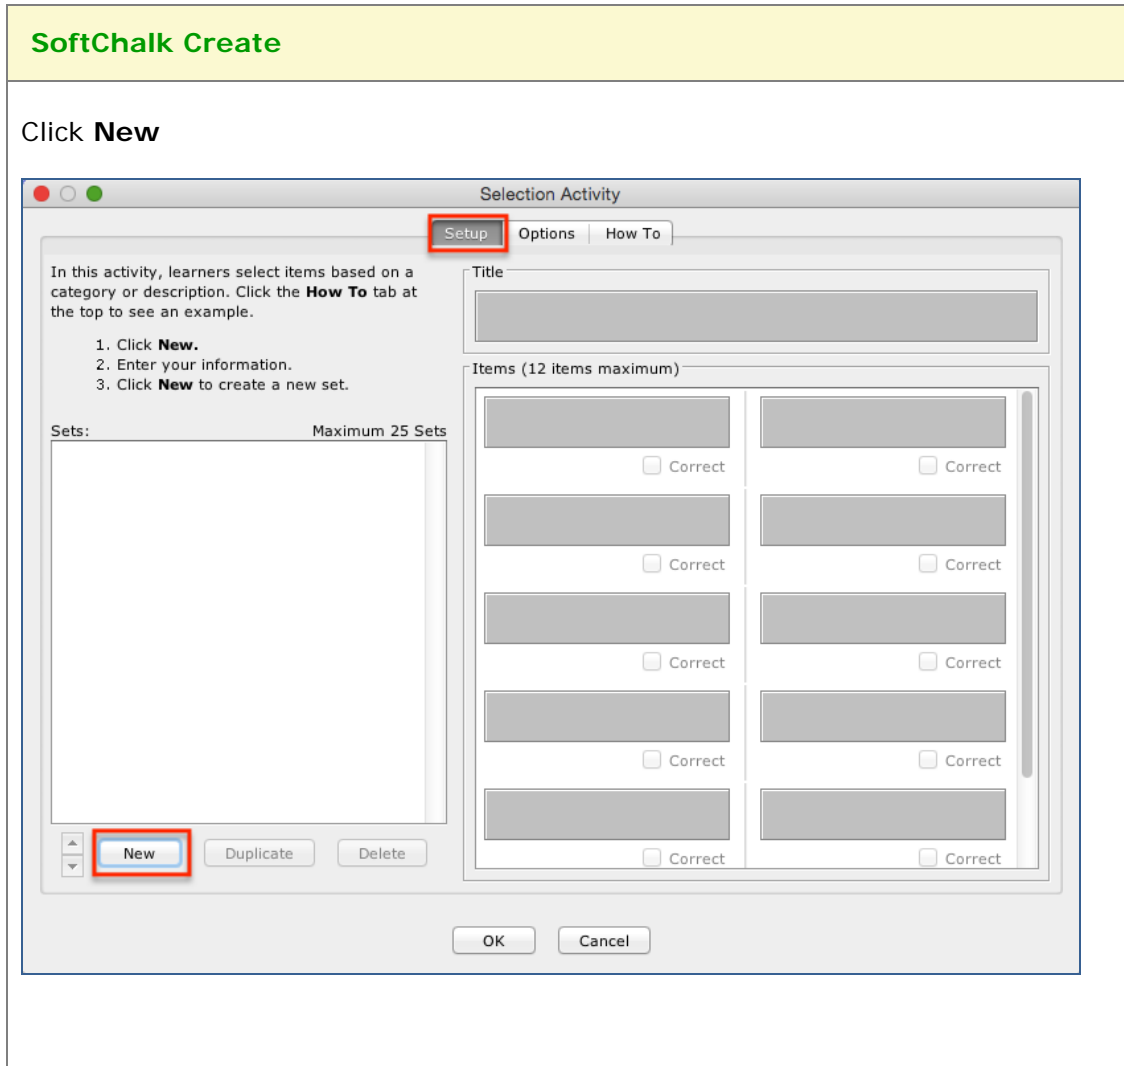 SoftChalk Create
Click New
Selection Activity
Setup Options How To
In this activity, learners select items based on a
category or description. Click the How To tab at
the top to see an example.
1. Click New.
2. Enter your information.
3. Click New to create a new set.
Sets: Maximum 25 Sets
New Duplicate Delete
Title
Items (12 items maximum)
Correct Correct
Correct Correct
Correct Correct
Correct Correct
Correct Correct
OK Cancel